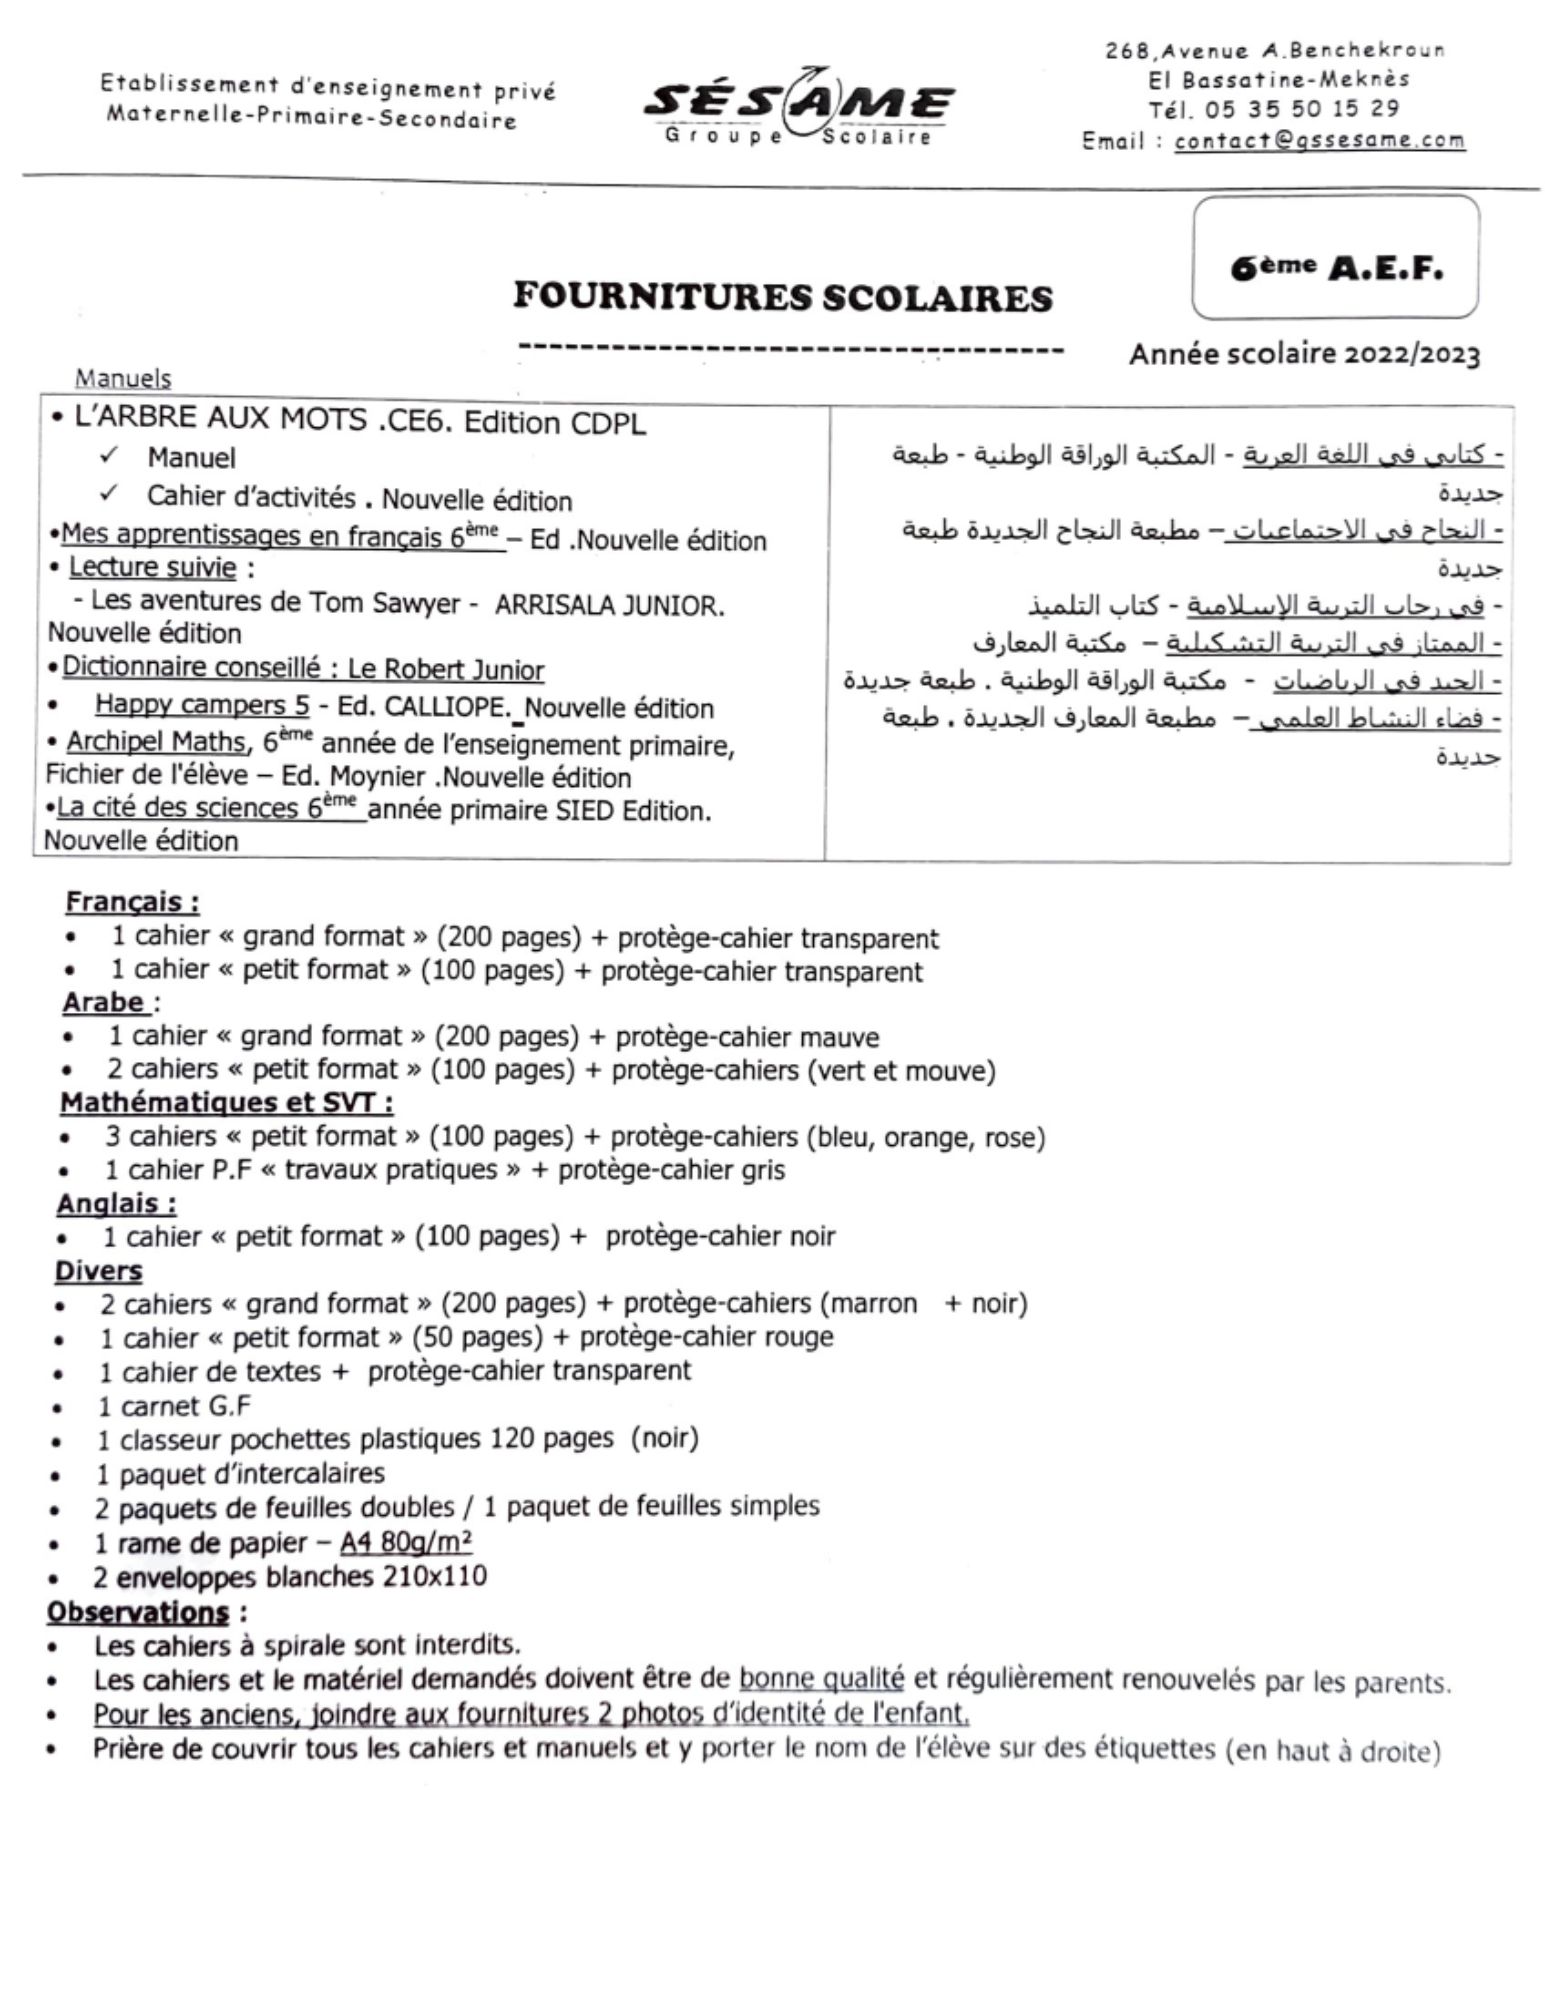 Etablissement d'enseignement privé
Maternelle-Primaire-Secondaire
SÉSAME
Groupe Scolaire
268,Avenue A.Benchekroun
El Bassatine-Meknès
Tél. 05 35 50 15 29
Email : contact@gssesame.com
6ème A.E.F.
FOURNITURES SCOLAIRES
-----------------------------------
Année scolaire 2022/2023
Manuels
• L'ARBRE AUX MOTS .CE6. Edition CDPL
✓ Manuel
✓ Cahier d'activités . Nouvelle édition
•Mes apprentissages en français 6ème – Ed .Nouvelle édition
• Lecture suivie :
- Les aventures de Tom Sawyer - ARRISALA JUNIOR.
Nouvelle édition
•Dictionnaire conseillé : Le Robert Junior
• Happy campers 5 - Ed. CALLIOPE. Nouvelle édition
• Archipel Maths, 6ème année de l'enseignement primaire,
Fichier de l'élève – Ed. Moynier .Nouvelle édition
•La cité des sciences 6ème année primaire SIED Edition.
Nouvelle édition
- كتابي في اللغة العربية - المكتبة الوراقة الوطنية - طبعة
جديدة
- النجاح في الاجتماعيات – مطبعة النجاح الجديدة طبعة
جديدة
- في رحاب التربية الإسلامية - كتاب التلميذ
- الممتاز في التربية التشكيلية – مكتبة المعارف
- الجيد في الرياضيات - مكتبة الوراقة الوطنية . طبعة جديدة
- فضاء النشاط العلمي – مطبعة المعارف الجديدة . طبعة
جديدة
Français :
• 1 cahier « grand format » (200 pages) + protège-cahier transparent
• 1 cahier « petit format » (100 pages) + protège-cahier transparent
Arabe :
• 1 cahier « grand format » (200 pages) + protège-cahier mauve
• 2 cahiers « petit format » (100 pages) + protège-cahiers (vert et mouve)
Mathématiques et SVT :
• 3 cahiers « petit format » (100 pages) + protège-cahiers (bleu, orange, rose)
• 1 cahier P.F « travaux pratiques » + protège-cahier gris
Anglais :
• 1 cahier « petit format » (100 pages) + protège-cahier noir
Divers
• 2 cahiers « grand format » (200 pages) + protège-cahiers (marron + noir)
• 1 cahier « petit format » (50 pages) + protège-cahier rouge
• 1 cahier de textes + protège-cahier transparent
• 1 carnet G.F
• 1 classeur pochettes plastiques 120 pages (noir)
• 1 paquet d'intercalaires
• 2 paquets de feuilles doubles / 1 paquet de feuilles simples
• 1 rame de papier – A4 80g/m²
• 2 enveloppes blanches 210x110
Observations :
• Les cahiers à spirale sont interdits.
• Les cahiers et le matériel demandés doivent être de bonne qualité et régulièrement renouvelés par les parents.
• Pour les anciens, joindre aux fournitures 2 photos d'identité de l'enfant.
• Prière de couvrir tous les cahiers et manuels et y porter le nom de l'élève sur des étiquettes (en haut à droite)